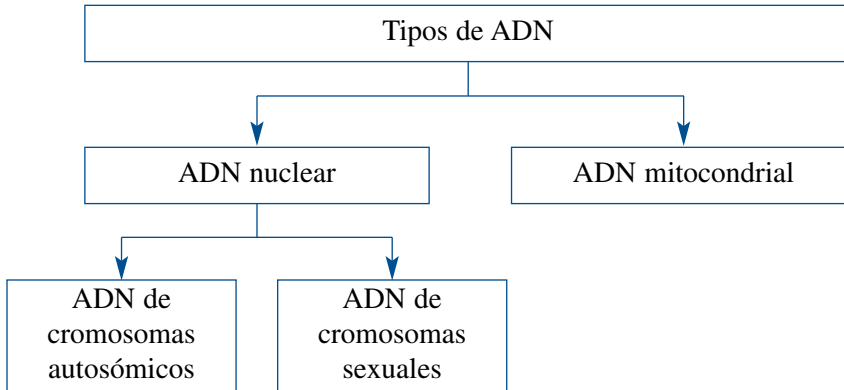 Tipos de ADN
ADN nuclear
ADN mitocondrial
ADN de
cromosomas
autosómicos
ADN de
cromosomas
sexuales